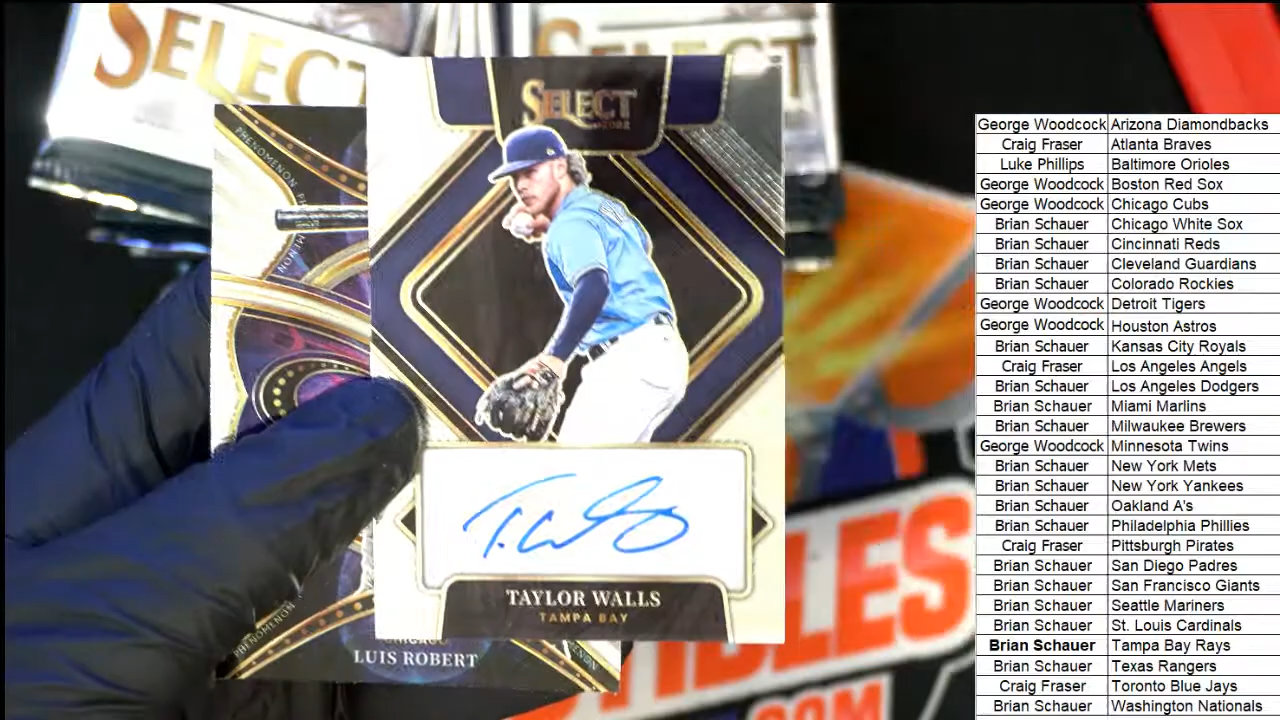 SELECT
SELECT
2022
PHENOMENON
PHENOMENON
T. W
TAYLOR WALLS
TAMPA BAY
LUIS ROBERT
.COM
George Woodcock Arizona Diamondbacks
Craig Fraser Atlanta Braves
Luke Phillips Baltimore Orioles
George Woodcock Boston Red Sox
George Woodcock Chicago Cubs
Brian Schauer Chicago White Sox
Brian Schauer Cincinnati Reds
Brian Schauer Cleveland Guardians
Brian Schauer Colorado Rockies
George Woodcock Detroit Tigers
George Woodcock Houston Astros
Brian Schauer Kansas City Royals
Craig Fraser Los Angeles Angels
Brian Schauer Los Angeles Dodgers
Brian Schauer Miami Marlins
Brian Schauer Milwaukee Brewers
George Woodcock Minnesota Twins
Brian Schauer New York Mets
Brian Schauer New York Yankees
Brian Schauer Oakland A's
Brian Schauer Philadelphia Phillies
Craig Fraser Pittsburgh Pirates
Brian Schauer San Diego Padres
Brian Schauer San Francisco Giants
Brian Schauer Seattle Mariners
Brian Schauer St. Louis Cardinals
Brian Schauer Tampa Bay Rays
Brian Schauer Texas Rangers
Craig Fraser Toronto Blue Jays
Brian Schauer Washington Nationals